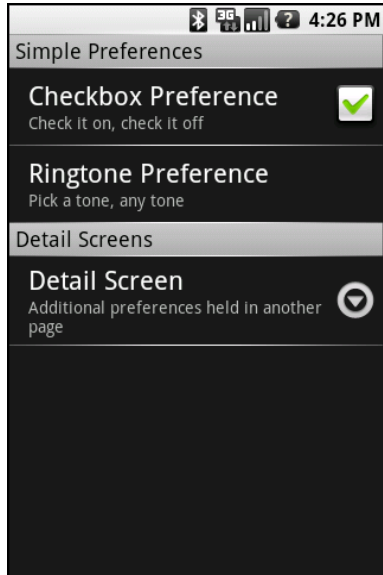 3G ? 4:26 PM
Simple Preferences
Checkbox Preference
Check it on, check it off
Ringtone Preference
Pick a tone, any tone
Detail Screens
Detail Screen
Additional preferences held in another
page